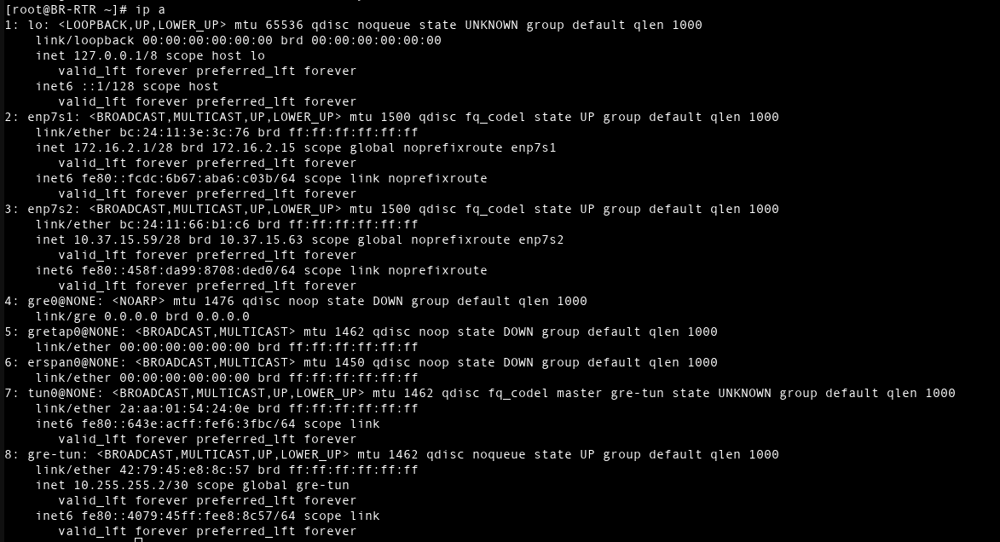 [root@BR-RTR ~]# ip a
1: lo: <LOOPBACK,UP,LOWER_UP> mtu 65536 qdisc noqueue state UNKNOWN group default qlen 1000
    link/loopback 00:00:00:00:00:00 brd 00:00:00:00:00:00
    inet 127.0.0.1/8 scope host lo
       valid_lft forever preferred_lft forever
    inet6 ::1/128 scope host
       valid_lft forever preferred_lft forever
2: enp7s1: <BROADCAST,MULTICAST,UP,LOWER_UP> mtu 1500 qdisc fq_codel state UP group default qlen 1000
    link/ether bc:24:11:3e:3c:76 brd ff:ff:ff:ff:ff:ff
    inet 172.16.2.1/28 brd 172.16.2.15 scope global noprefixroute enp7s1
       valid_lft forever preferred_lft forever
    inet6 fe80::fcdc:6b67:aba6:c03b/64 scope link noprefixroute
       valid_lft forever preferred_lft forever
3: enp7s2: <BROADCAST,MULTICAST,UP,LOWER_UP> mtu 1500 qdisc fq_codel state UP group default qlen 1000
    link/ether bc:24:11:66:b1:c6 brd ff:ff:ff:ff:ff:ff
    inet 10.37.15.59/28 brd 10.37.15.63 scope global noprefixroute enp7s2
       valid_lft forever preferred_lft forever
    inet6 fe80::458f:da99:8708:ded0/64 scope link noprefixroute
       valid_lft forever preferred_lft forever
4: gre0@NONE: <NOARP> mtu 1476 qdisc noop state DOWN group default qlen 1000
    link/gre 0.0.0.0 brd 0.0.0.0
5: gretap0@NONE: <BROADCAST,MULTICAST> mtu 1462 qdisc noop state DOWN group default qlen 1000
    link/ether 00:00:00:00:00:00 brd ff:ff:ff:ff:ff:ff
6: erspan0@NONE: <BROADCAST,MULTICAST> mtu 1450 qdisc noop state DOWN group default qlen 1000
    link/ether 00:00:00:00:00:00 brd ff:ff:ff:ff:ff:ff
7: tun0@NONE: <BROADCAST,MULTICAST,UP,LOWER_UP> mtu 1462 qdisc fq_codel master gre-tun state UNKNOWN group default qlen 1000
    link/ether 2a:aa:01:54:24:0e brd ff:ff:ff:ff:ff:ff
    inet6 fe80::643e:acff:fef6:3fbc/64 scope link
       valid_lft forever preferred_lft forever
8: gre-tun: <BROADCAST,MULTICAST,UP,LOWER_UP> mtu 1462 qdisc noqueue state UP group default qlen 1000
    link/ether 42:79:45:e8:8c:57 brd ff:ff:ff:ff:ff:ff
    inet 10.255.255.2/30 scope global gre-tun
       valid_lft forever preferred_lft forever
    inet6 fe80::4079:45ff:fee8:8c57/64 scope link
       valid_lft forever preferred_lft forever